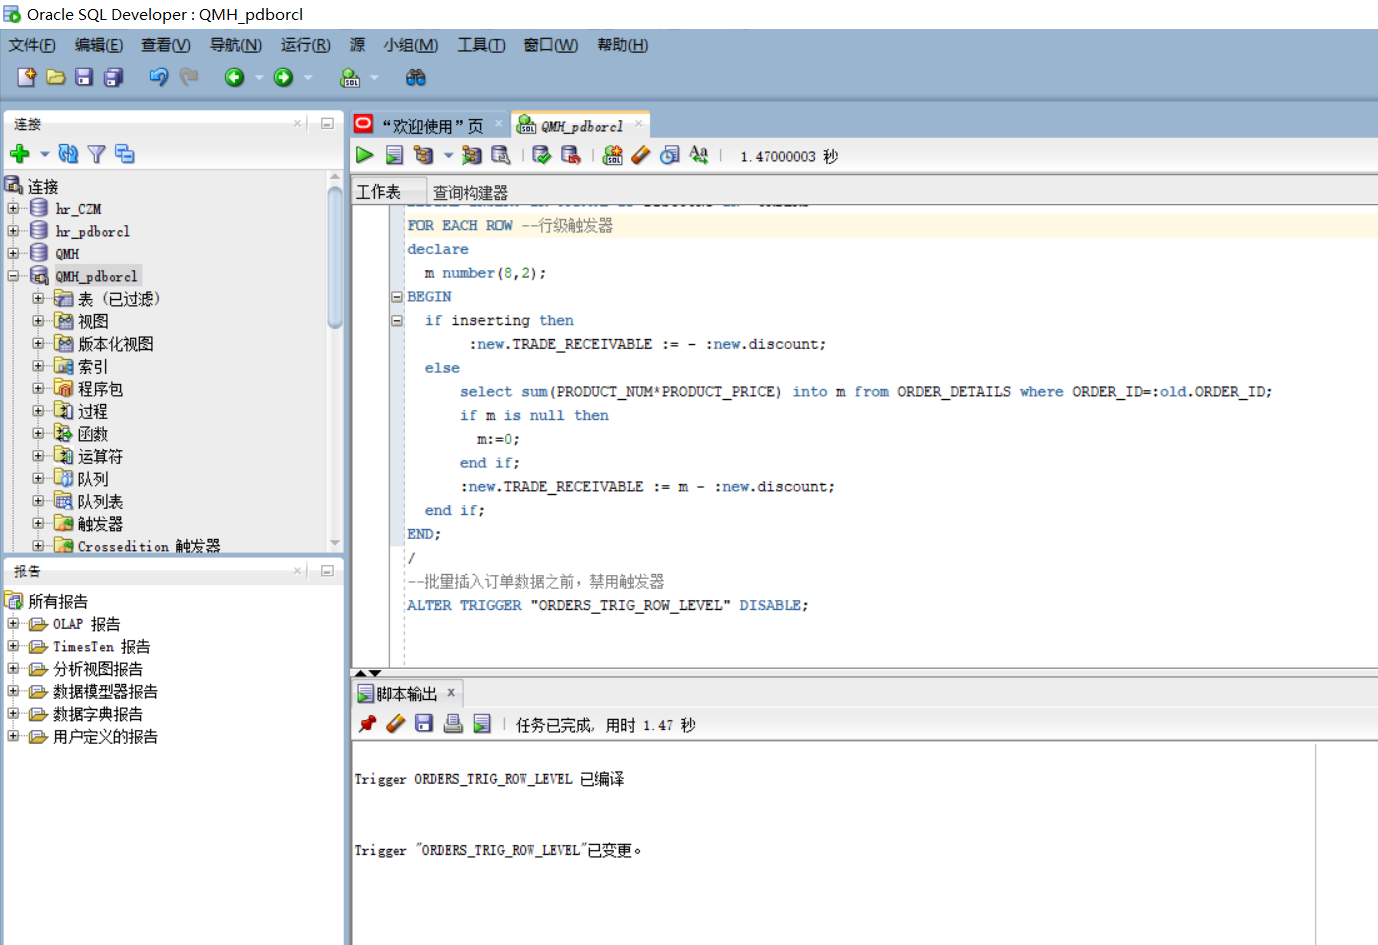 Oracle SQL Developer : QMH_pdborcl
文件(F) 编辑(E) 查看(V) 导航(N) 运行(R) 源 小组(M) 工具(T) 窗口(W) 帮助(H)
连接
连接
hr_CZM
hr_pdborcl
QMH
QMH_pdborcl
表 (已过滤)
视图
版本化视图
索引
程序包
过程
函数
运算符
队列
队列表
触发器
Crossedition 触发器
报告
所有报告
OLAP 报告
TimesTen 报告
分析视图报告
数据模型器报告
数据字典报告
用户定义的报告
“欢迎使用”页 QMH_pdborcl
1.47000003 秒
工作表 查询构建器
FOR EACH ROW --行级触发器
declare
m number(8,2);
BEGIN
if inserting then
:new.TRADE_RECEIVABLE := - :new.discount;
else
select sum(PRODUCT_NUM*PRODUCT_PRICE) into m from ORDER_DETAILS where ORDER_ID=:old.ORDER_ID;
if m is null then
m:=0;
end if;
:new.TRADE_RECEIVABLE := m - :new.discount;
end if;
END;
/
--批量插入订单数据之前，禁用触发器
ALTER TRIGGER "ORDERS_TRIG_ROW_LEVEL" DISABLE;
脚本输出
任务已完成, 用时 1.47 秒
Trigger ORDERS_TRIG_ROW_LEVEL 已编译
Trigger "ORDERS_TRIG_ROW_LEVEL"已变更。